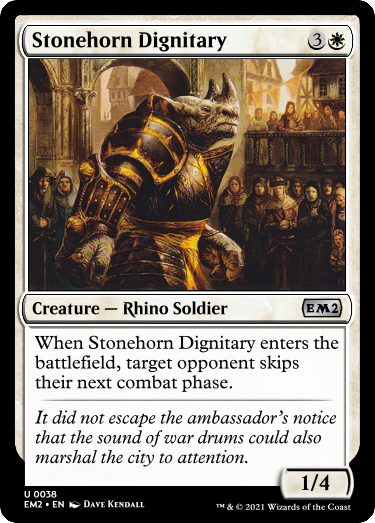 Stonehorn Dignitary 3
Creature — Rhino Soldier EM2
When Stonehorn Dignitary enters the
battlefield, target opponent skips
their next combat phase.
It did not escape the ambassador's notice
that the sound of war drums could also
marshal the city to attention.
1/4
U 0038
EM2 • EN Dave Kendall
™ & © 2021 Wizards of the Coast